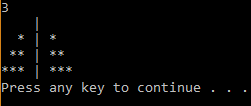 3
    |
  * | *
 ** | **
*** | ***
Press any key to continue . . .